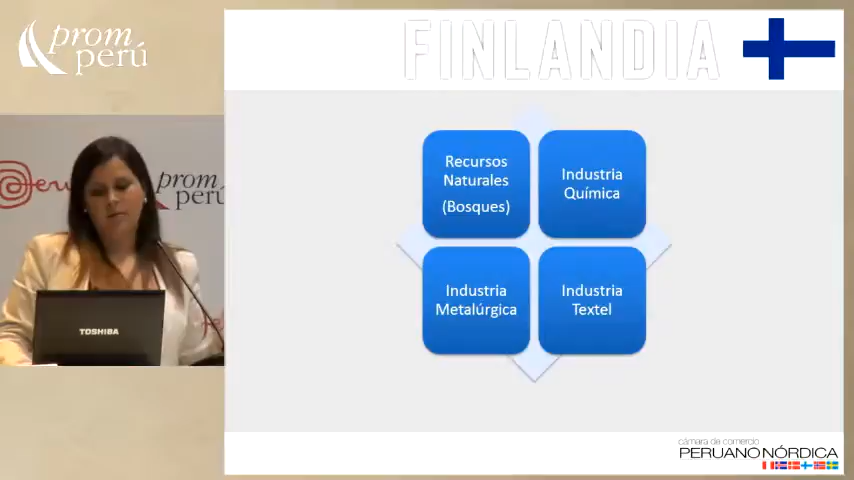 prom
perú
FINLANDIA
Recursos
Naturales
(Bosques)
Industria
Química
Industria
Metalúrgica
Industria
Textel
TOSHIBA
prom
perú
cámara de comercio
PERUANO NÓRDICA